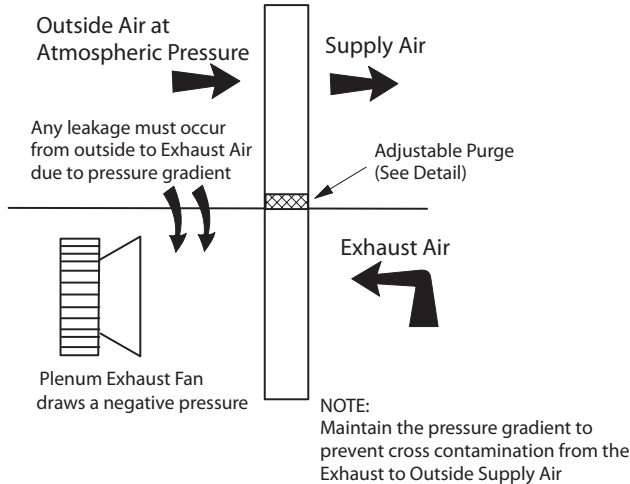 Outside Air at
Atmospheric Pressure
Supply Air
Any leakage must occur
from outside to Exhaust Air
due to pressure gradient
Adjustable Purge
(See Detail)
Exhaust Air
Plenum Exhaust Fan
draws a negative pressure
NOTE:
Maintain the pressure gradient to
prevent cross contamination from the
Exhaust to Outside Supply Air